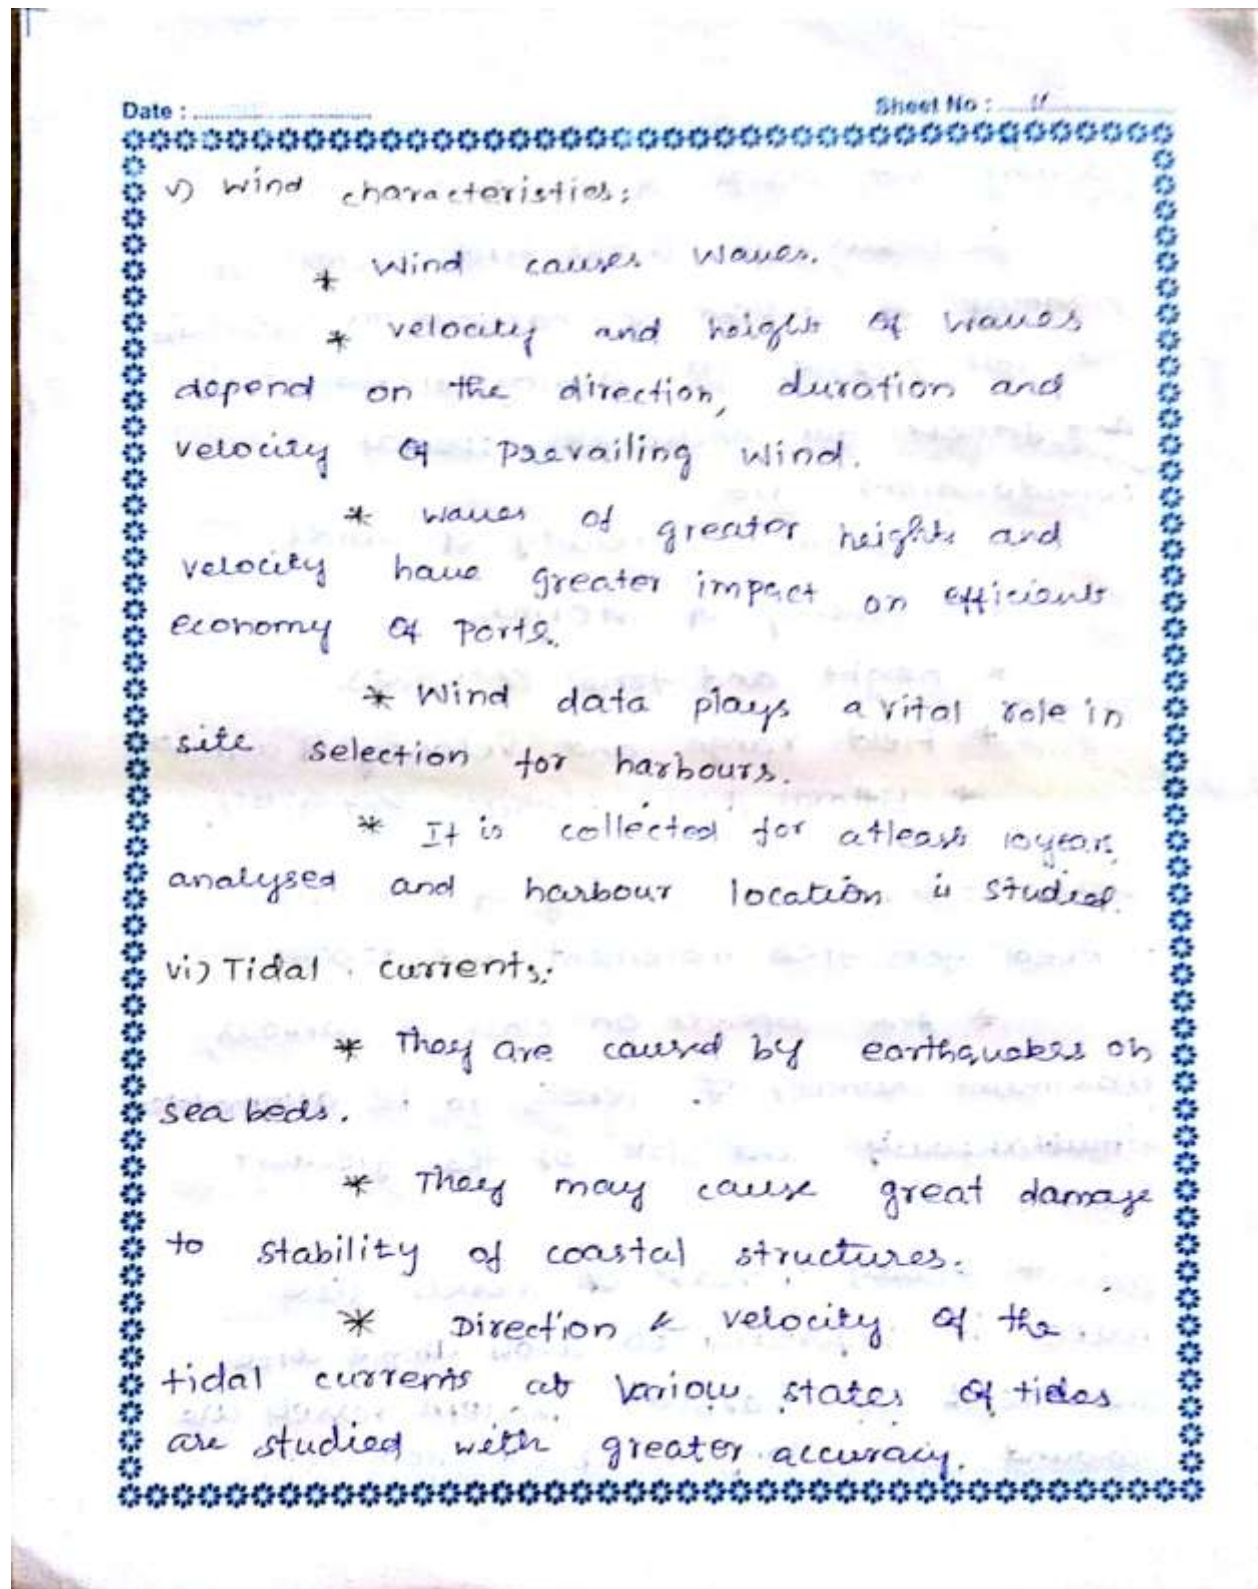 Date :
Sheet No : 11
v) Wind characteristics:
* Wind causes Waves.
* velocity and height of Waves
depend on the direction, duration and
velocity of Prevailing Wind.
* Waves of greater heights and
velocity have greater impact on efficient
economy of Ports.
* Wind data plays a vital role in
site selection for harbours.
* It is collected for atleast 10 years,
analysed and harbour location is studied.
vi) Tidal currents:
* They are caused by earthquakes on
sea beds.
* They may cause great damage
to stability of coastal structures.
* Direction & velocity of the
tidal currents at various states of tides
are studied with greater accuracy.